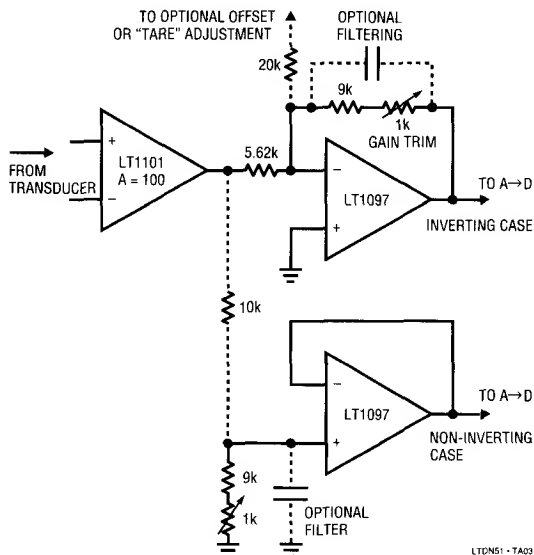 TO OPTIONAL OFFSET
OR "TARE" ADJUSTMENT
OPTIONAL
FILTERING
20k
9k
1k
GAIN TRIM
+
LT1101
A = 100
−
FROM
TRANSDUCER
5.62k
−
LT1097
+
TO A→D
INVERTING CASE
10k
−
LT1097
+
TO A→D
NON-INVERTING
CASE
9k
1k
OPTIONAL
FILTER
LTDN51 • TA03